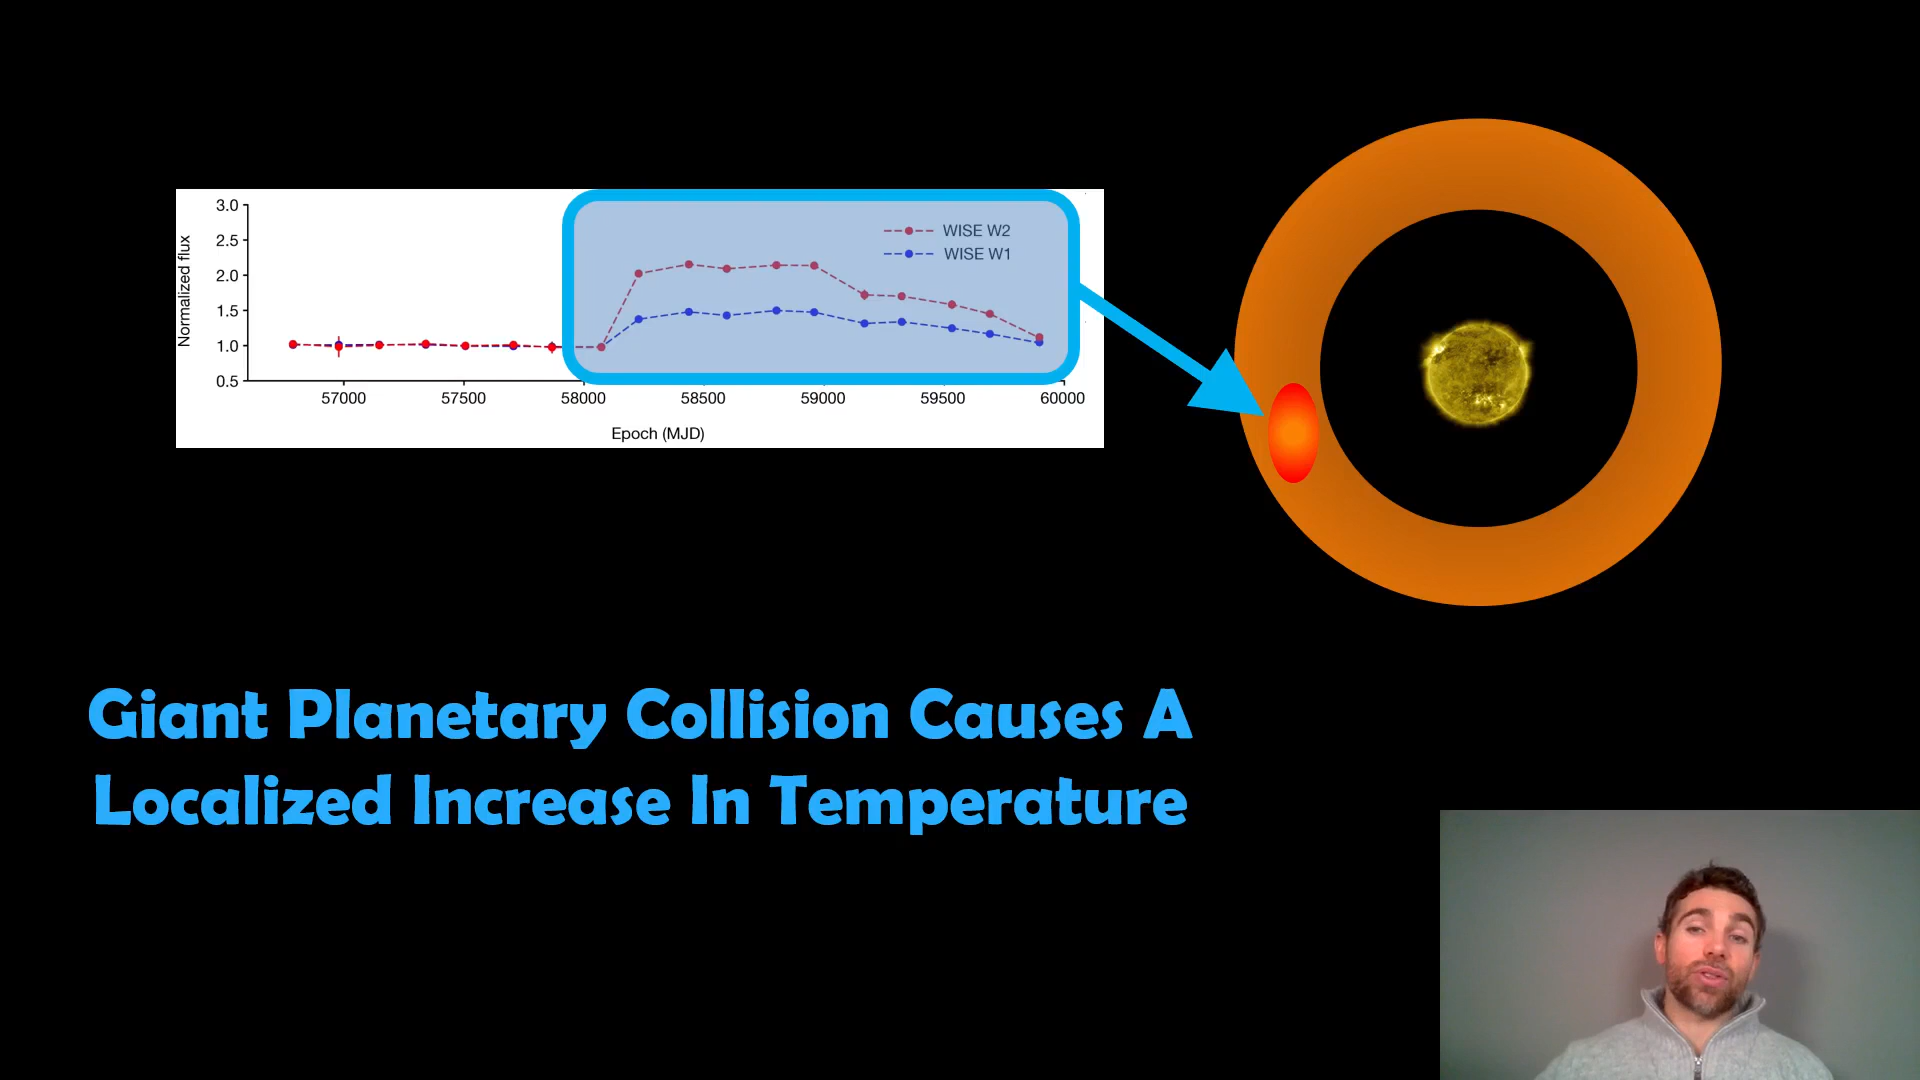 3.0
2.5
2.0
1.5
1.0
0.5
Normalized flux
WISE W2
WISE W1
57000 57500 58000 58500 59000 59500 60000
Epoch (MJD)
Giant Planetary Collision Causes A
Localized Increase In Temperature